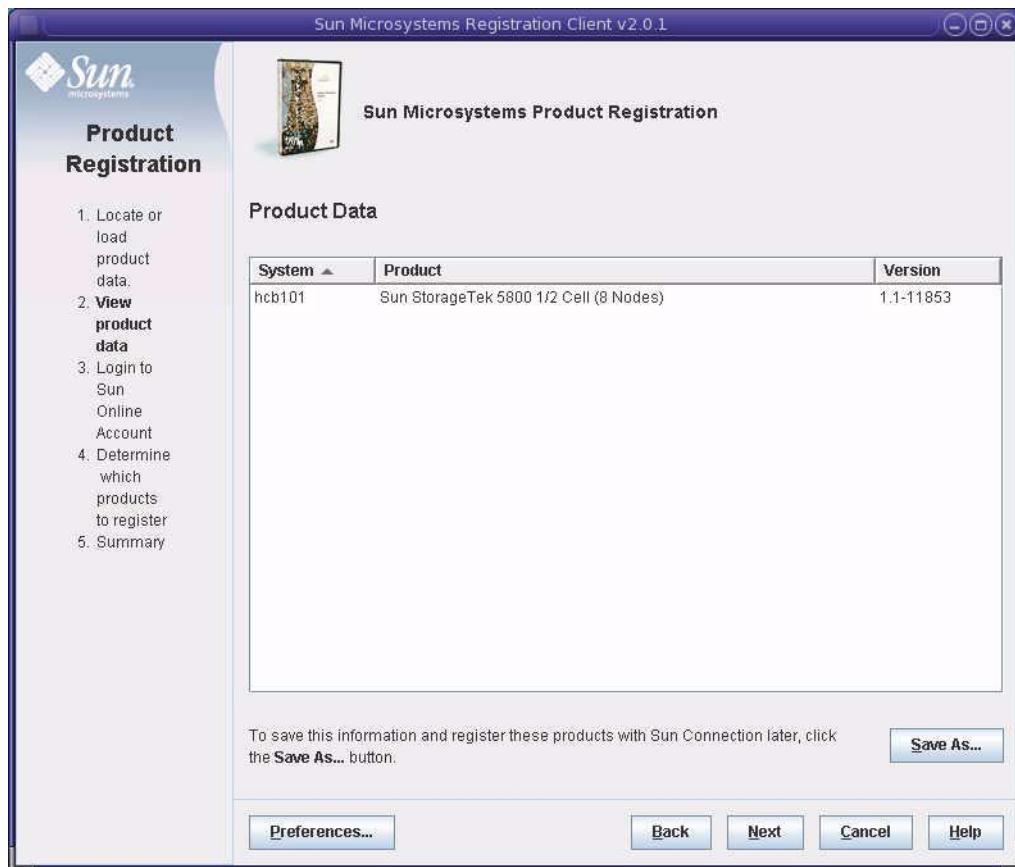 Sun Microsystems Registration Client v2.0.1
Sun
microsystems
Product
Registration
1. Locate or
load
product
data.
2. View
product
data
3. Login to
Sun
Online
Account
4. Determine
which
products
to register
5. Summary
Sun Microsystems Product Registration
Product Data
System Product Version
hcb101 Sun StorageTek 5800 1/2 Cell (8 Nodes) 1.1-11853
To save this information and register these products with Sun Connection later, click
the Save As... button.
Save As...
Preferences... Back Next Cancel Help